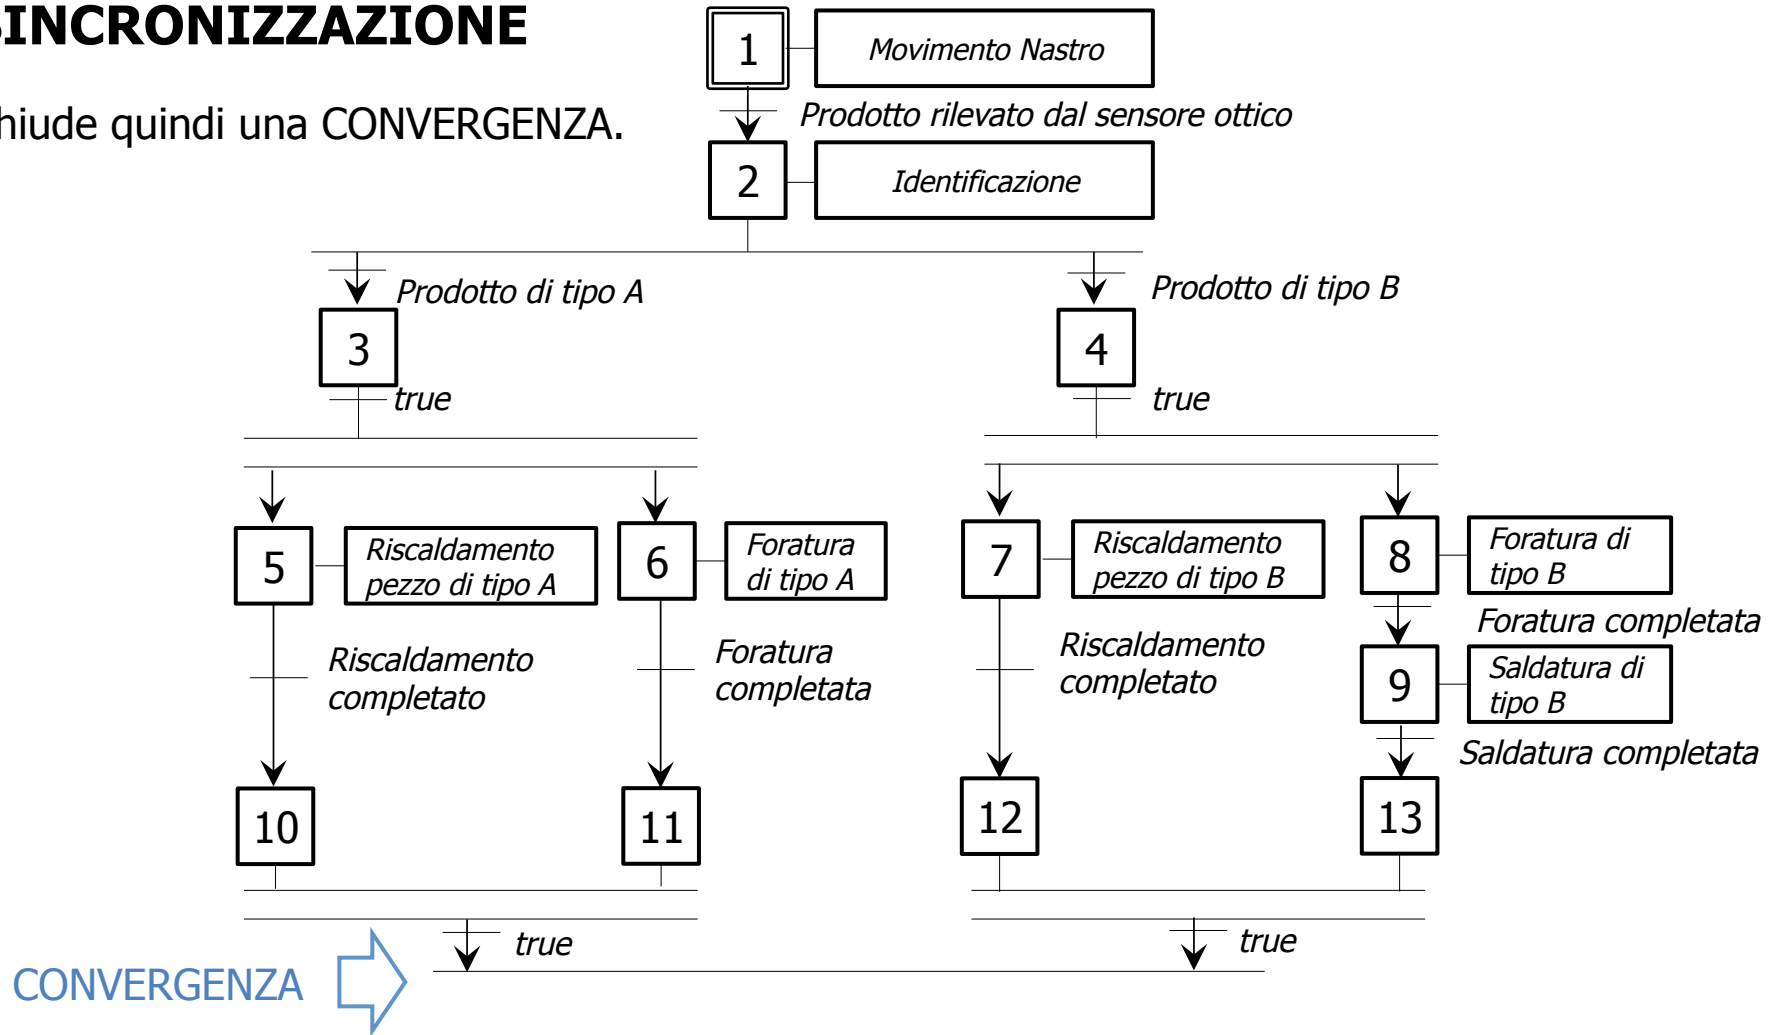 SINCRONIZZAZIONE
hiude quindi una CONVERGENZA.
1
Movimento Nastro
Prodotto rilevato dal sensore ottico
2
Identificazione
Prodotto di tipo A
Prodotto di tipo B
3
4
true
true
5
Riscaldamento
pezzo di tipo A
6
Foratura
di tipo A
7
Riscaldamento
pezzo di tipo B
8
Foratura di
tipo B
Riscaldamento
completato
Foratura
completata
Riscaldamento
completato
Foratura completata
9
Saldatura di
tipo B
Saldatura completata
10
11
12
13
true
true
CONVERGENZA